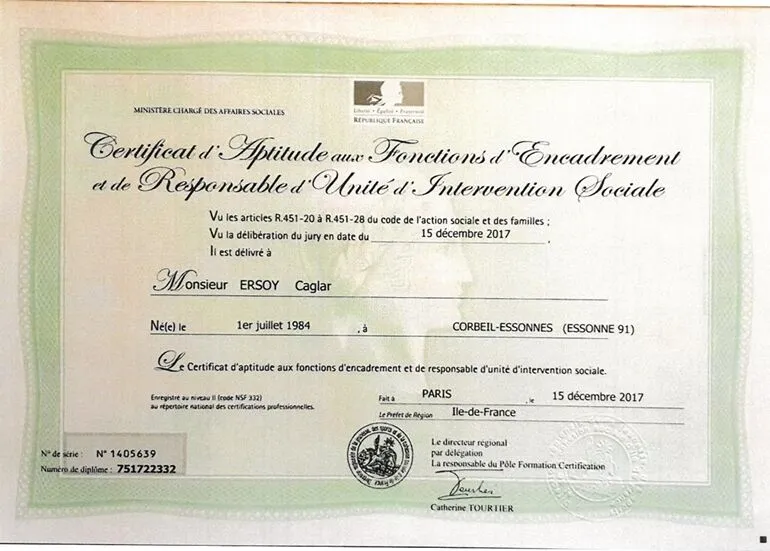 MINISTÈRE CHARGÉ DES AFFAIRES SOCIALES
Liberté • Égalité • Fraternité
RÉPUBLIQUE FRANÇAISE
Certificat d'Aptitude aux Fonctions d'Encadrement
et de Responsable d'Unité d'Intervention Sociale
Vu les articles R.451-20 à R.451-28 du code de l'action sociale et des familles ;
Vu la délibération du jury en date du 15 décembre 2017 ,
Il est délivré à
Monsieur ERSOY Caglar
Né(e) le 1er juillet 1984 , à CORBEIL-ESSONNES (ESSONNE 91)
Le Certificat d'aptitude aux fonctions d'encadrement et de responsable d'unité d'intervention sociale.
Enregistré au niveau II (code NSF 332)
au répertoire national des certifications professionnelles.
Fait à PARIS , le 15 décembre 2017
Le Préfet de Région Ile-de-France
N° de série : N° 1405639
Numéro de diplôme : 751722332
Le directeur régional
par délégation
La responsable du Pôle Formation Certification
Catherine TOURTIER